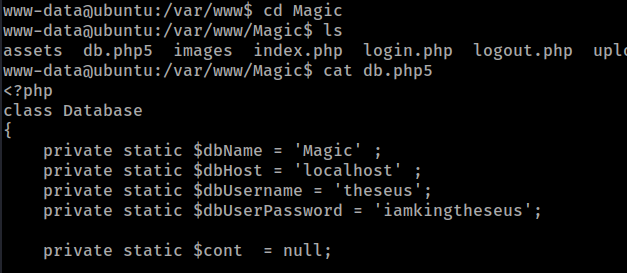 www-data@ubuntu:/var/www$ cd Magic
www-data@ubuntu:/var/www/Magic$ ls
assets  db.php5  images  index.php  login.php  logout.php
www-data@ubuntu:/var/www/Magic$ cat db.php5
<?php
class Database
{
    private static $dbName = 'Magic' ;
    private static $dbHost = 'localhost' ;
    private static $dbUsername = 'theseus';
    private static $dbUserPassword = 'iamkingtheseus';
    private static $cont  = null;